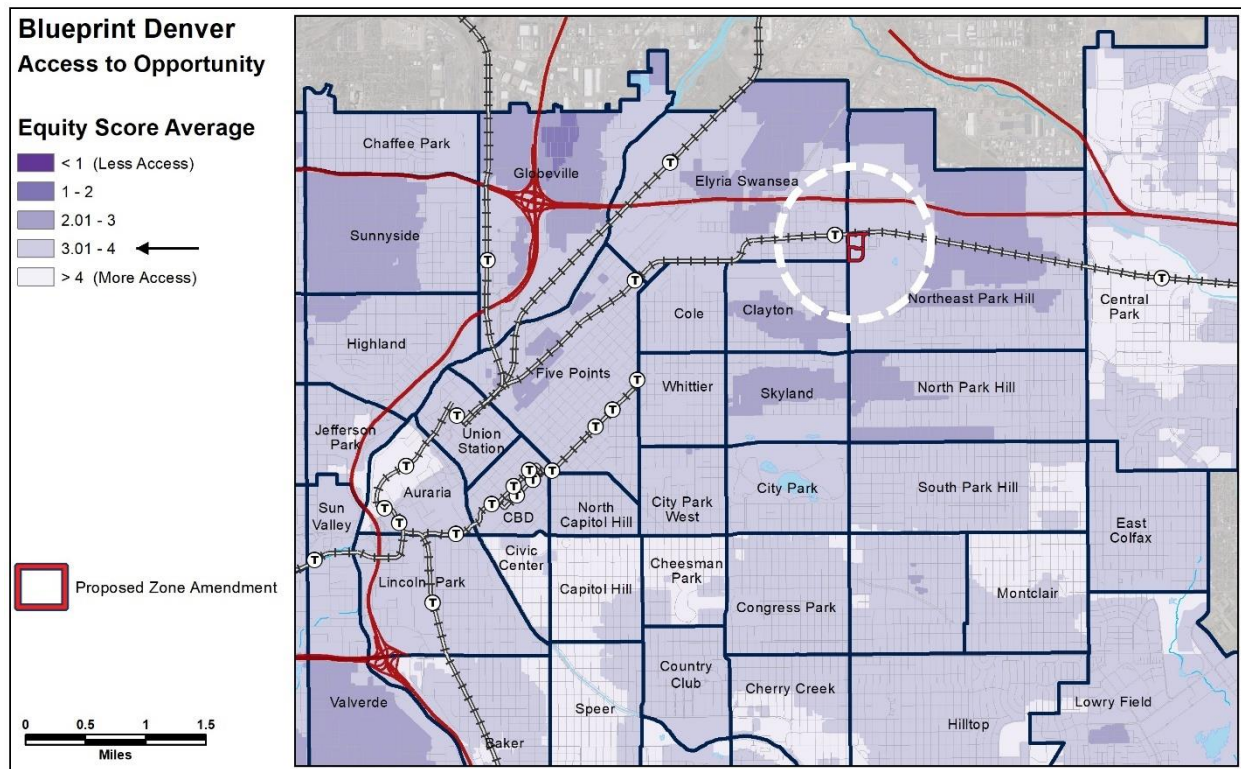 Blueprint Denver
Access to Opportunity
Equity Score Average
< 1 (Less Access)
1 - 2
2.01 - 3
3.01 - 4
> 4 (More Access)
Proposed Zone Amendment
0 0.5 1 1.5
Miles
Chaffee Park
Globeville
Elyria Swansea
Sunnyside
T
T
T
T
T
T
Northeast Park Hill
Central
Park
Cole
Clayton
Highland
Five Points
Whittier
Skyland
North Park Hill
T
T
T
T
Jefferson
Park
Union
Station
T
T
T
T
T
T
T
Auraria
T
T
CBD
North
Capitol Hill
City Park
West
City Park
South Park Hill
Sun
Valley
East
Colfax
T
T
Civic
Center
Cheesman
Park
Lincoln Park
Capitol Hill
Montclair
T
Congress Park
Country
Club
Valverde
Speer
Cherry Creek
Lowry Field
Hilltop
Baker